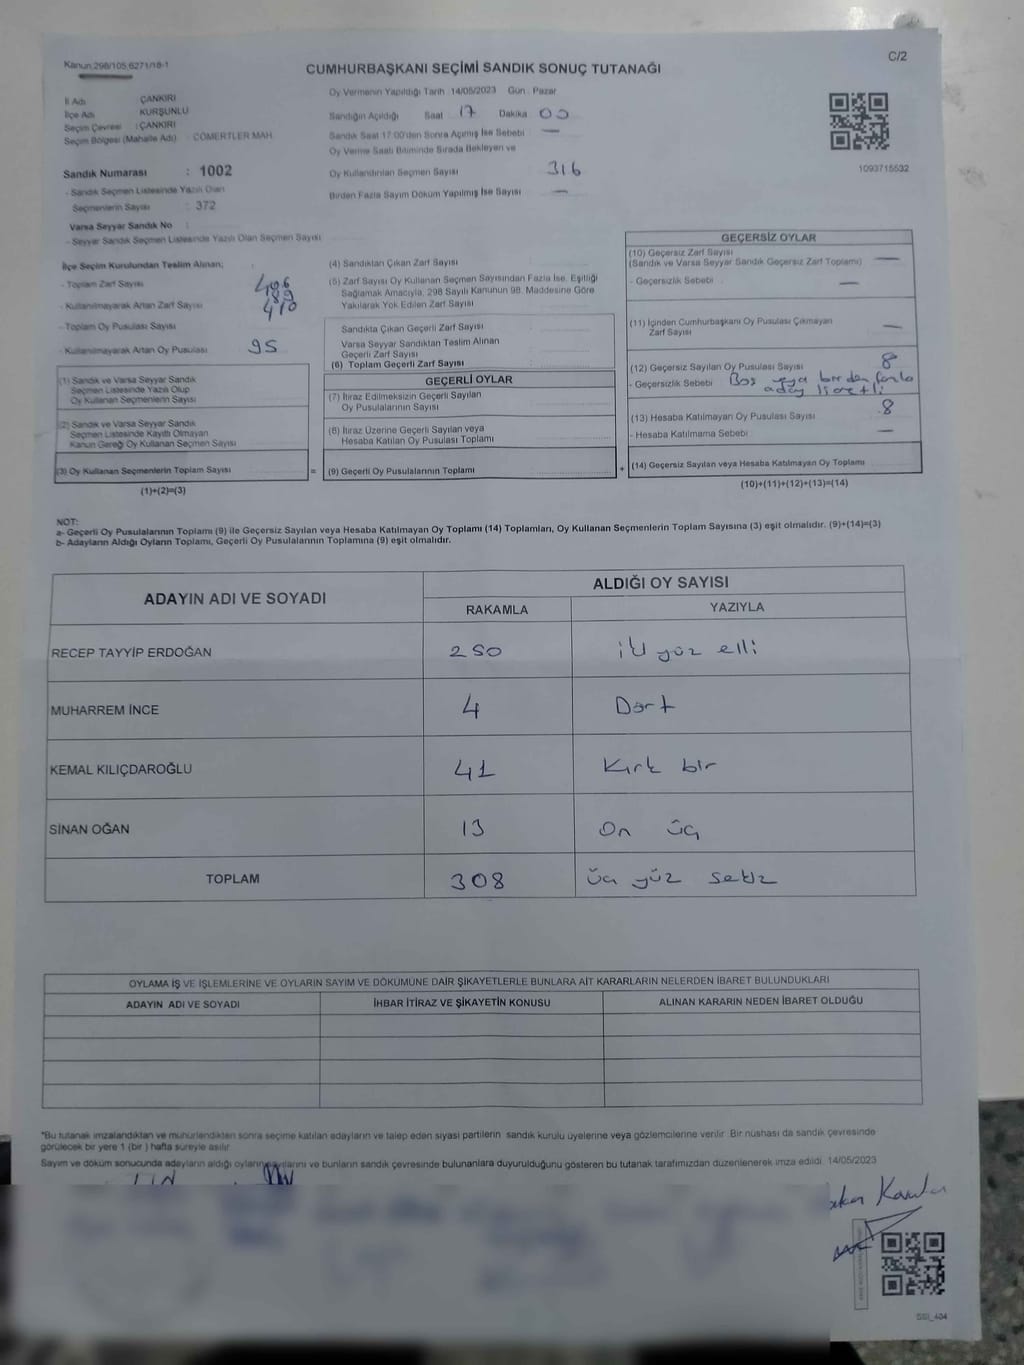 Kanun:298/105,6271/18-1
C/2
CUMHURBAŞKANI SEÇİMİ SANDIK SONUÇ TUTANAĞI
İl Adı ÇANKIRI
İlçe Adı KURŞUNLU
Seçim Çevresi : ÇANKIRI
Seçim Bölgesi (Mahalle Adı) : CÖMERTLER MAH.
Sandık Numarası : 1002
- Sandık Seçmen Listesinde Yazılı Olan
Seçmenlerin Sayısı : 372
Varsa Seyyar Sandık No :
- Seyyar Sandık Seçmen Listesinde Yazılı Olan Seçmen Sayısı
Oy Vermenin Yapıldığı Tarih : 14/05/2023 Gün : Pazar
Sandığın Açıldığı Saat 17 Dakika 00
Sandık Saat 17:00'den Sonra Açılmış İse Sebebi —
Oy Verme Saati Bitiminde Sırada Bekleyen ve
Oy Kullandırılan Seçmen Sayısı 316
Birden Fazla Sayım Döküm Yapılmış İse Sayısı —
1093715532
İlçe Seçim Kurulundan Teslim Alınan;
- Toplam Zarf Sayısı
- Kullanılmayarak Artan Zarf Sayısı
- Toplam Oy Pusulası Sayısı 410
- Kullanılmayarak Artan Oy Pusulası 95
(1) Sandık ve Varsa Seyyar Sandık
Seçmen Listesinde Yazılı Olup
Oy Kullanan Seçmenlerin Sayısı
(2) Sandık ve Varsa Seyyar Sandık
Seçmen Listesinde Kayıtlı Olmayan
Kanun Gereği Oy Kullanan Seçmen Sayısı
(3) Oy Kullanan Seçmenlerin Toplam Sayısı
(1)+(2)=(3)
(4) Sandıktan Çıkan Zarf Sayısı
(5) Zarf Sayısı Oy Kullanan Seçmen Sayısından Fazla İse, Eşitliği
Sağlamak Amacıyla, 298 Sayılı Kanunun 98. Maddesine Göre
Yakılarak Yok Edilen Zarf Sayısı
Sandıkta Çıkan Geçerli Zarf Sayısı
Varsa Seyyar Sandıktan Teslim Alınan
Geçerli Zarf Sayısı
(6) Toplam Geçerli Zarf Sayısı
GEÇERLİ OYLAR
(7) İtiraz Edilmeksizin Geçerli Sayılan
Oy Pusulalarının Sayısı
(8) İtiraz Üzerine Geçerli Sayılan veya
Hesaba Katılan Oy Pusulası Toplamı
= (9) Geçerli Oy Pusulalarının Toplamı +
GEÇERSİZ OYLAR
(10) Geçersiz Zarf Sayısı
(Sandık ve Varsa Seyyar Sandık Geçersiz Zarf Toplamı) —
- Geçersizlik Sebebi —
(11) İçinden Cumhurbaşkanı Oy Pusulası Çıkmayan
Zarf Sayısı —
(12) Geçersiz Sayılan Oy Pusulası Sayısı 8
- Geçersizlik Sebebi Boş veya birden fazla
aday
(13) Hesaba Katılmayan Oy Pusulası Sayısı 8
- Hesaba Katılmama Sebebi —
(14) Geçersiz Sayılan veya Hesaba Katılmayan Oy Toplamı
(10)+(11)+(12)+(13)=(14)
NOT:
a- Geçerli Oy Pusulalarının Toplamı (9) ile Geçersiz Sayılan veya Hesaba Katılmayan Oy Toplamı (14) Toplamları, Oy Kullanan Seçmenlerin Toplam Sayısına (3) eşit olmalıdır. (9)+(14)=(3)
b- Adayların Aldığı Oyların Toplamı, Geçerli Oy Pusulalarının Toplamına (9) eşit olmalıdır.
ADAYIN ADI VE SOYADI
ALDIĞI OY SAYISI
RAKAMLA YAZIYLA
RECEP TAYYİP ERDOĞAN 250 iki yüz elli
MUHARREM İNCE 4 Dört
KEMAL KILIÇDAROĞLU 41 Kırk bir
SİNAN OĞAN 13 On üç
TOPLAM 308 üç yüz sekiz
OYLAMA İŞ VE İŞLEMLERİNE VE OYLARIN SAYIM VE DÖKÜMÜNE DAİR ŞİKAYETLERLE BUNLARA AİT KARARLARIN NELERDEN İBARET BULUNDUKLARI
ADAYIN ADI VE SOYADI İHBAR İTİRAZ VE ŞİKAYETİN KONUSU ALINAN KARARIN NEDEN İBARET OLDUĞU
*Bu tutanak imzalandıktan ve mühürlendikten sonra seçime katılan adayların ve talep eden siyasi partilerin sandık kurulu üyelerine veya gözlemcilerine verilir. Bir nüshası da sandık çevresinde
görülecek bir yere 1 (bir) hafta süreyle asılır.
Sayım ve döküm sonucunda adayların aldığı oyların sayılarını ve bunların sandık çevresinde bulunanlara duyurulduğunu gösteren bu tutanak tarafımızdan düzenlenerek imza edildi. 14/05/2023